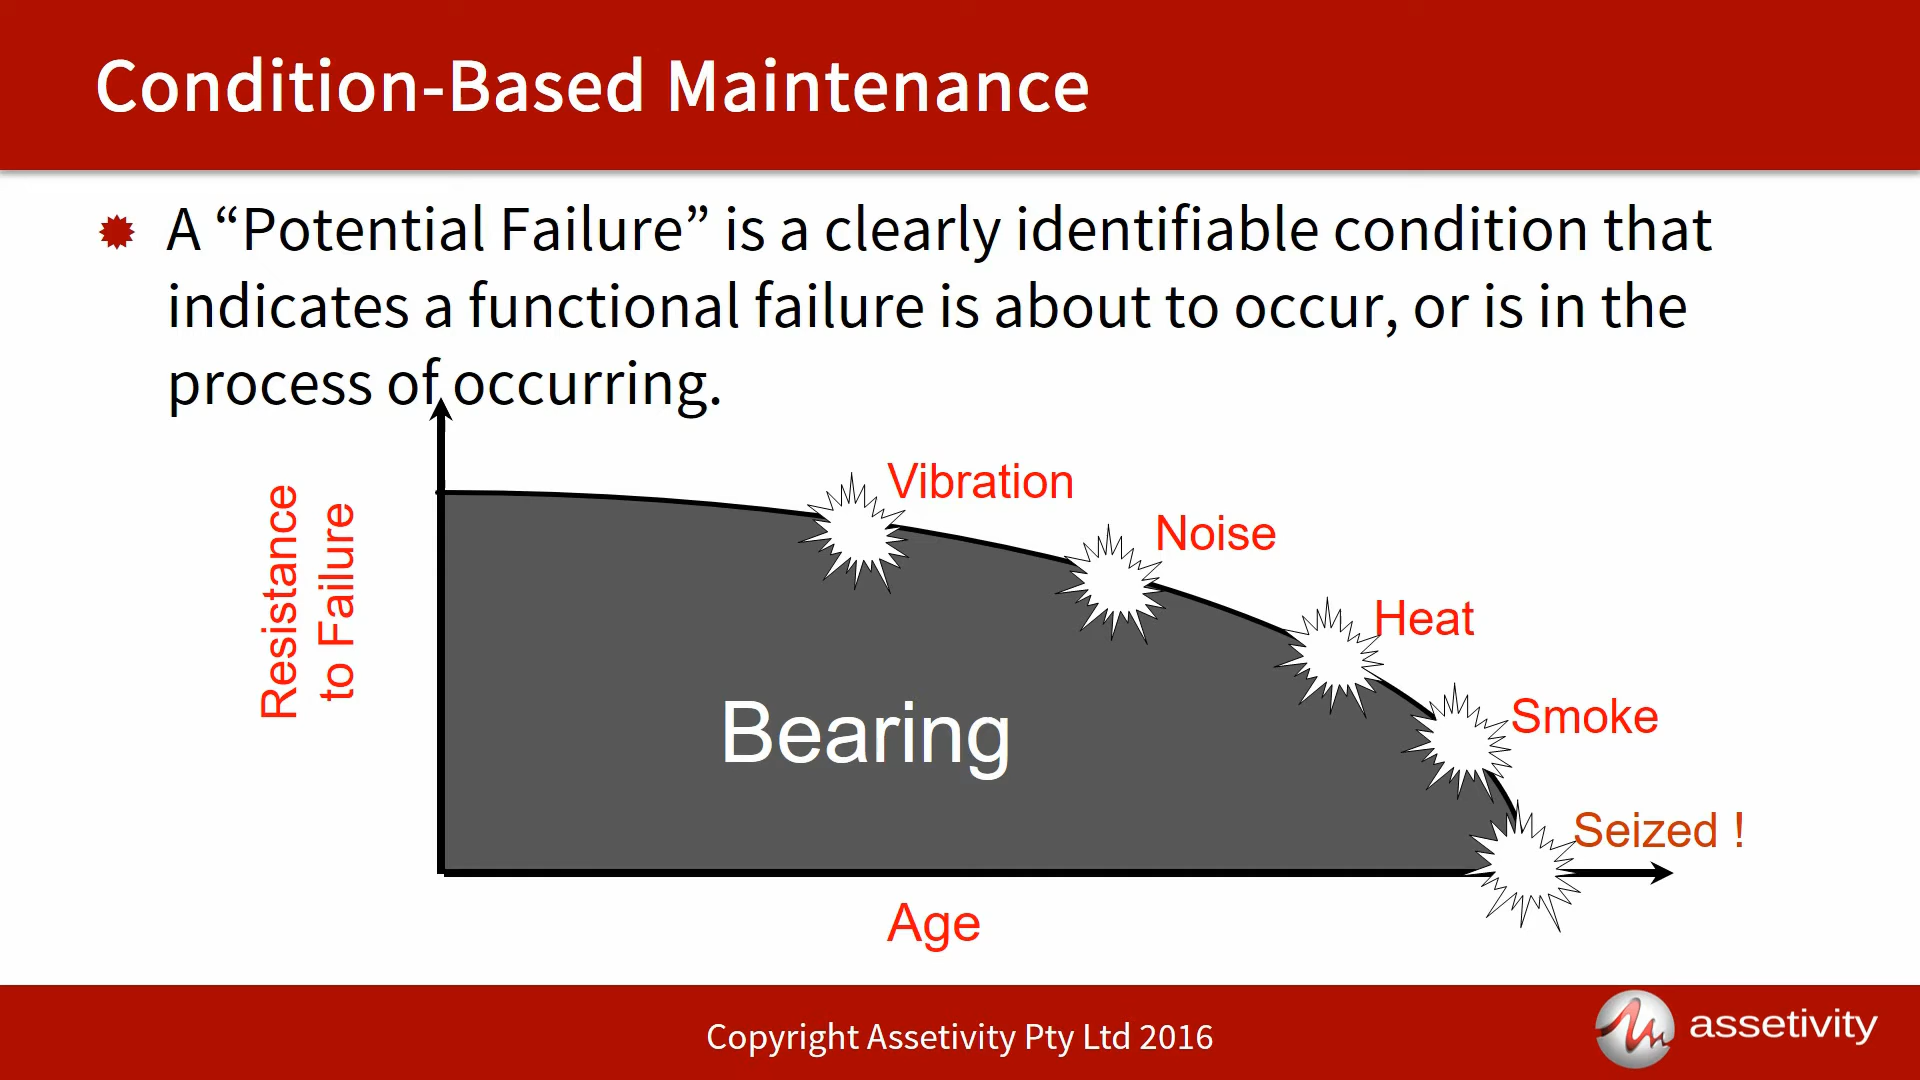 Condition-Based Maintenance
A “Potential Failure” is a clearly identifiable condition that
indicates a functional failure is about to occur, or is in the
process of occurring.
Resistance
to Failure
Vibration
Noise
Heat
Smoke
Seized !
Bearing
Age
Copyright Assetivity Pty Ltd 2016
assetivity